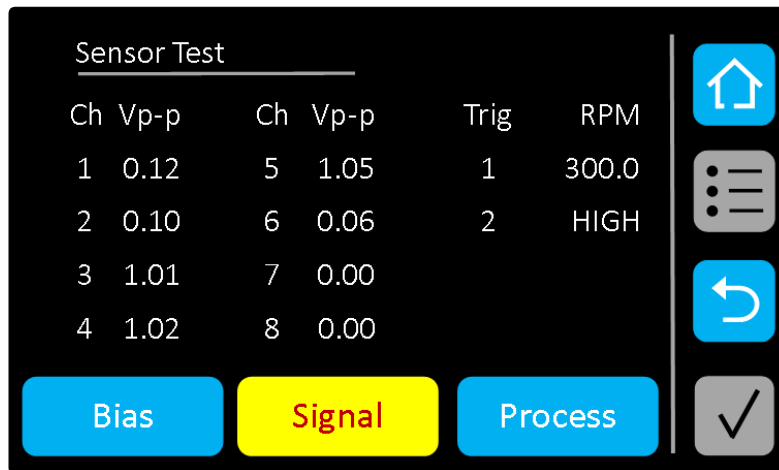 Sensor Test
Ch Vp-p Ch Vp-p Trig RPM
1 0.12 5 1.05 1 300.0
2 0.10 6 0.06 2 HIGH
3 1.01 7 0.00
4 1.02 8 0.00
Bias Signal Process